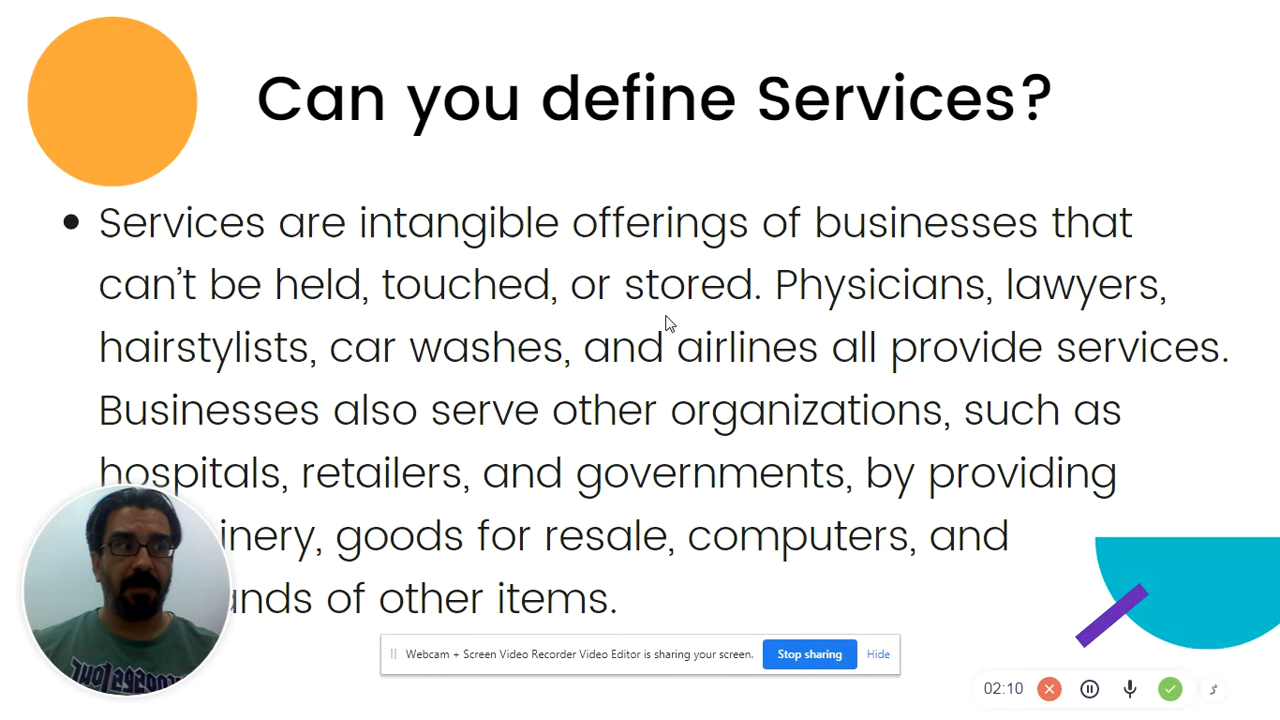 Can you define Services?
• Services are intangible offerings of businesses that
can't be held, touched, or stored. Physicians, lawyers,
hairstylists, car washes, and airlines all provide services.
Businesses also serve other organizations, such as
hospitals, retailers, and governments, by providing
goods for resale, computers, and
of other items.
Webcam + Screen Video Recorder Video Editor is sharing your screen. Stop sharing Hide
02:10